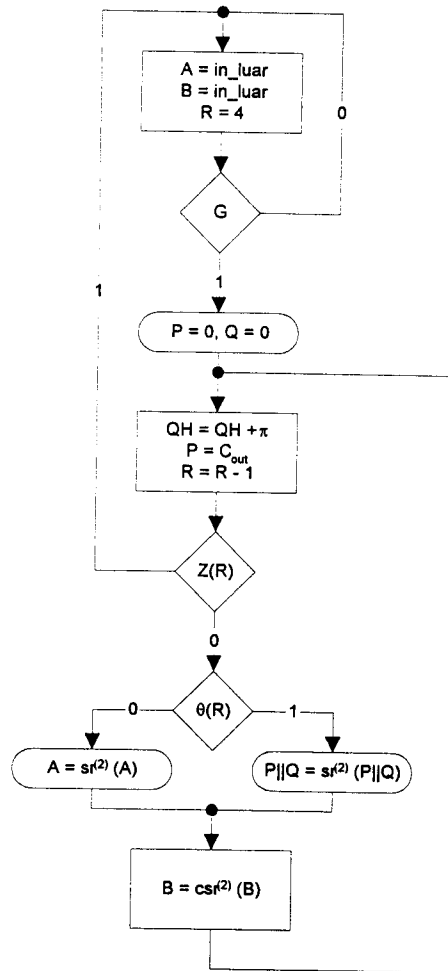 A = in_luar
B = in_luar
R = 4
0
G
1
1
P = 0, Q = 0
QH = QH + π
P = C_out
R = R - 1
Z(R)
0
0
θ(R)
1
A = sr⁽²⁾ (A)
P||Q = sr⁽²⁾ (P||Q)
B = csr⁽²⁾ (B)